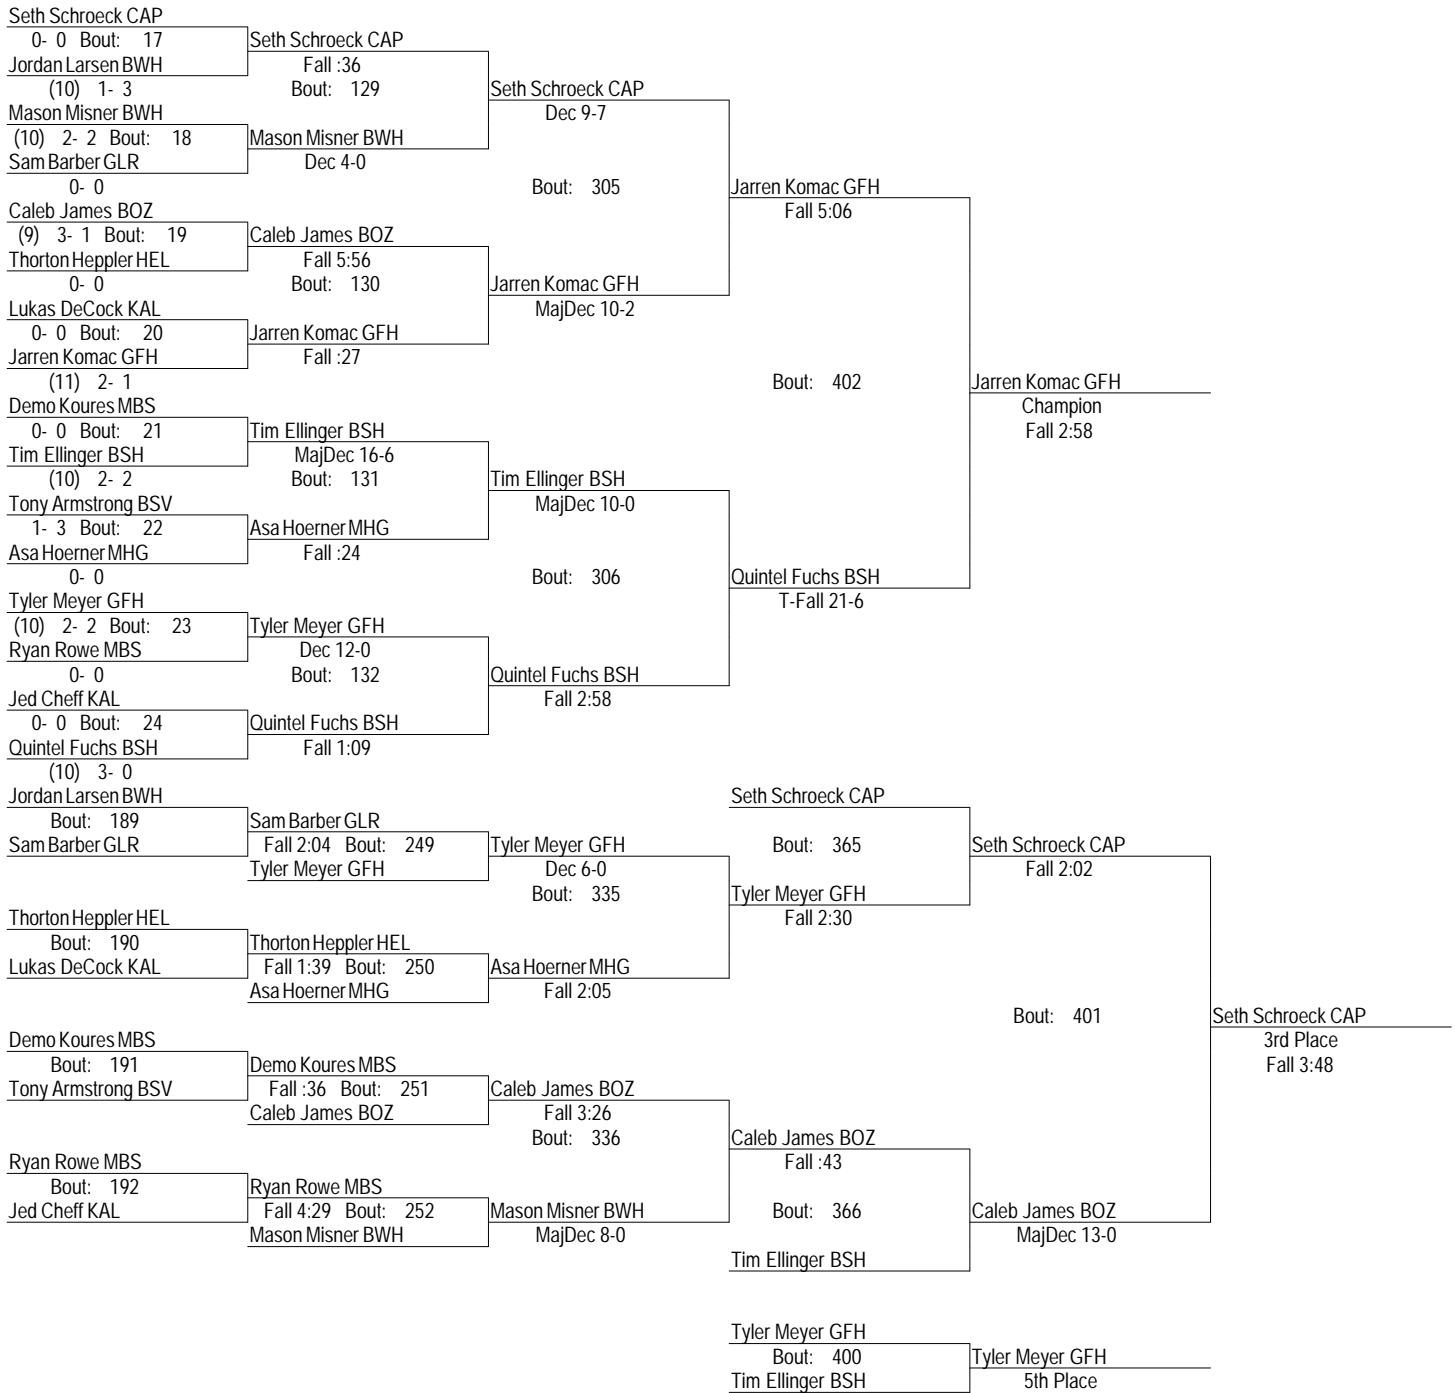 Seth Schroeck CAP
0- 0 Bout: 17
Seth Schroeck CAP
Jordan Larsen BWH
Fall :36
(10) 1- 3
Bout: 129
Seth Schroeck CAP
Mason Misner BWH
Dec 9-7
(10) 2- 2 Bout: 18
Mason Misner BWH
Sam Barber GLR
Dec 4-0
0- 0
Bout: 305
Jarren Komac GFH
Caleb James BOZ
Fall 5:06
(9) 3- 1 Bout: 19
Caleb James BOZ
Thorton Heppler HEL
Fall 5:56
0- 0
Bout: 130
Jarren Komac GFH
Lukas DeCock KAL
MajDec 10-2
0- 0 Bout: 20
Jarren Komac GFH
Jarren Komac GFH
Fall :27
(11) 2- 1
Bout: 402
Jarren Komac GFH
Demo Koures MBS
Champion
0- 0 Bout: 21
Tim Ellinger BSH
Fall 2:58
Tim Ellinger BSH
MajDec 16-6
(10) 2- 2
Bout: 131
Tim Ellinger BSH
Tony Armstrong BSV
MajDec 10-0
1- 3 Bout: 22
Asa Hoerner MHG
Asa Hoerner MHG
Fall :24
0- 0
Bout: 306
Quintel Fuchs BSH
Tyler Meyer GFH
T-Fall 21-6
(10) 2- 2 Bout: 23
Tyler Meyer GFH
Ryan Rowe MBS
Dec 12-0
0- 0
Bout: 132
Quintel Fuchs BSH
Jed Cheff KAL
Fall 2:58
0- 0 Bout: 24
Quintel Fuchs BSH
Quintel Fuchs BSH
Fall 1:09
(10) 3- 0
Jordan Larsen BWH
Seth Schroeck CAP
Bout: 189
Sam Barber GLR
Sam Barber GLR
Fall 2:04 Bout: 249
Tyler Meyer GFH
Bout: 365
Seth Schroeck CAP
Tyler Meyer GFH
Dec 6-0
Fall 2:02
Bout: 335
Tyler Meyer GFH
Thorton Heppler HEL
Fall 2:30
Bout: 190
Thorton Heppler HEL
Lukas DeCock KAL
Fall 1:39 Bout: 250
Asa Hoerner MHG
Asa Hoerner MHG
Fall 2:05
Bout: 401
Seth Schroeck CAP
Demo Koures MBS
3rd Place
Bout: 191
Demo Koures MBS
Fall 3:48
Tony Armstrong BSV
Fall :36 Bout: 251
Caleb James BOZ
Caleb James BOZ
Fall 3:26
Bout: 336
Caleb James BOZ
Ryan Rowe MBS
Fall :43
Bout: 192
Ryan Rowe MBS
Jed Cheff KAL
Fall 4:29 Bout: 252
Mason Misner BWH
Bout: 366
Caleb James BOZ
Mason Misner BWH
MajDec 8-0
MajDec 13-0
Tim Ellinger BSH
Tyler Meyer GFH
Bout: 400
Tyler Meyer GFH
Tim Ellinger BSH
5th Place